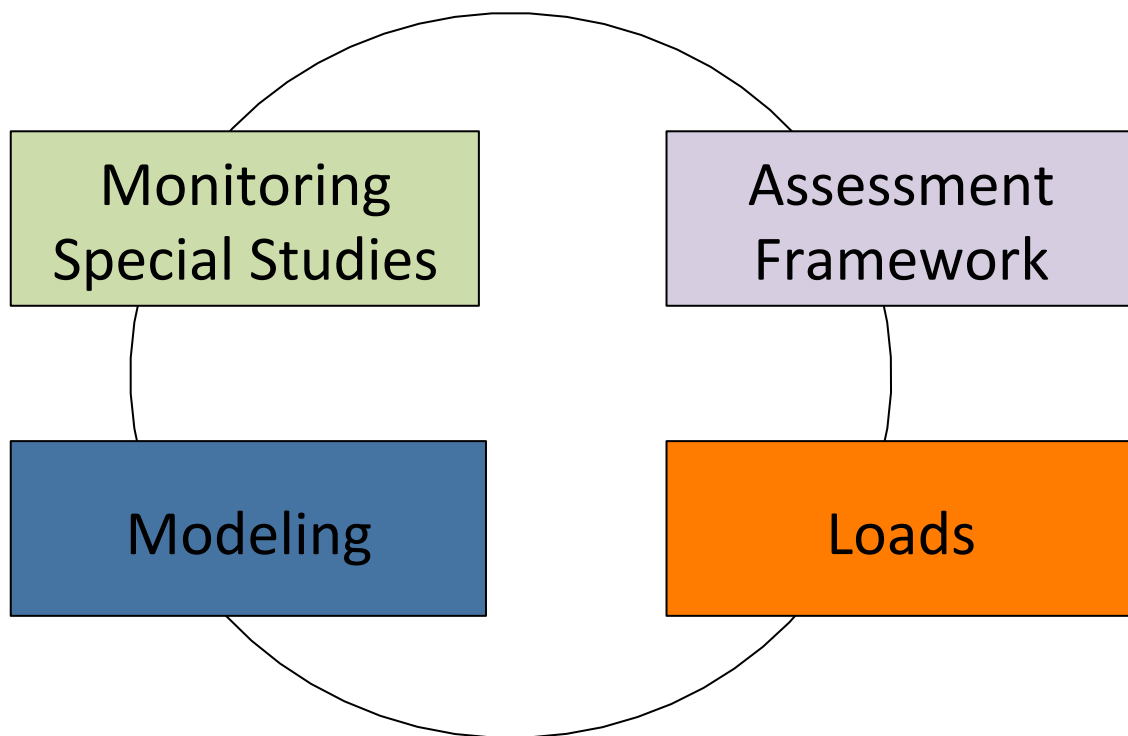 Monitoring
Special Studies
Assessment
Framework
Modeling
Loads